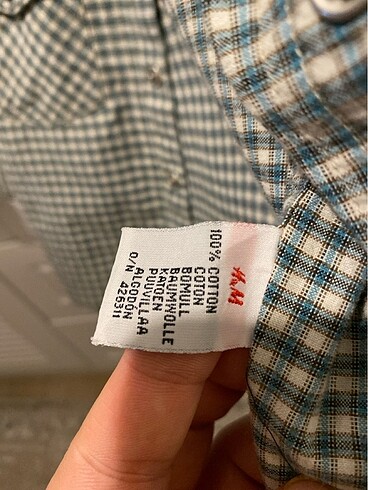 H&M
100% COTTON
COTON
BOMULL
BAUMWOLLE
KATOEN
PUUVILLAA
ALGODÓN
O/N 426311